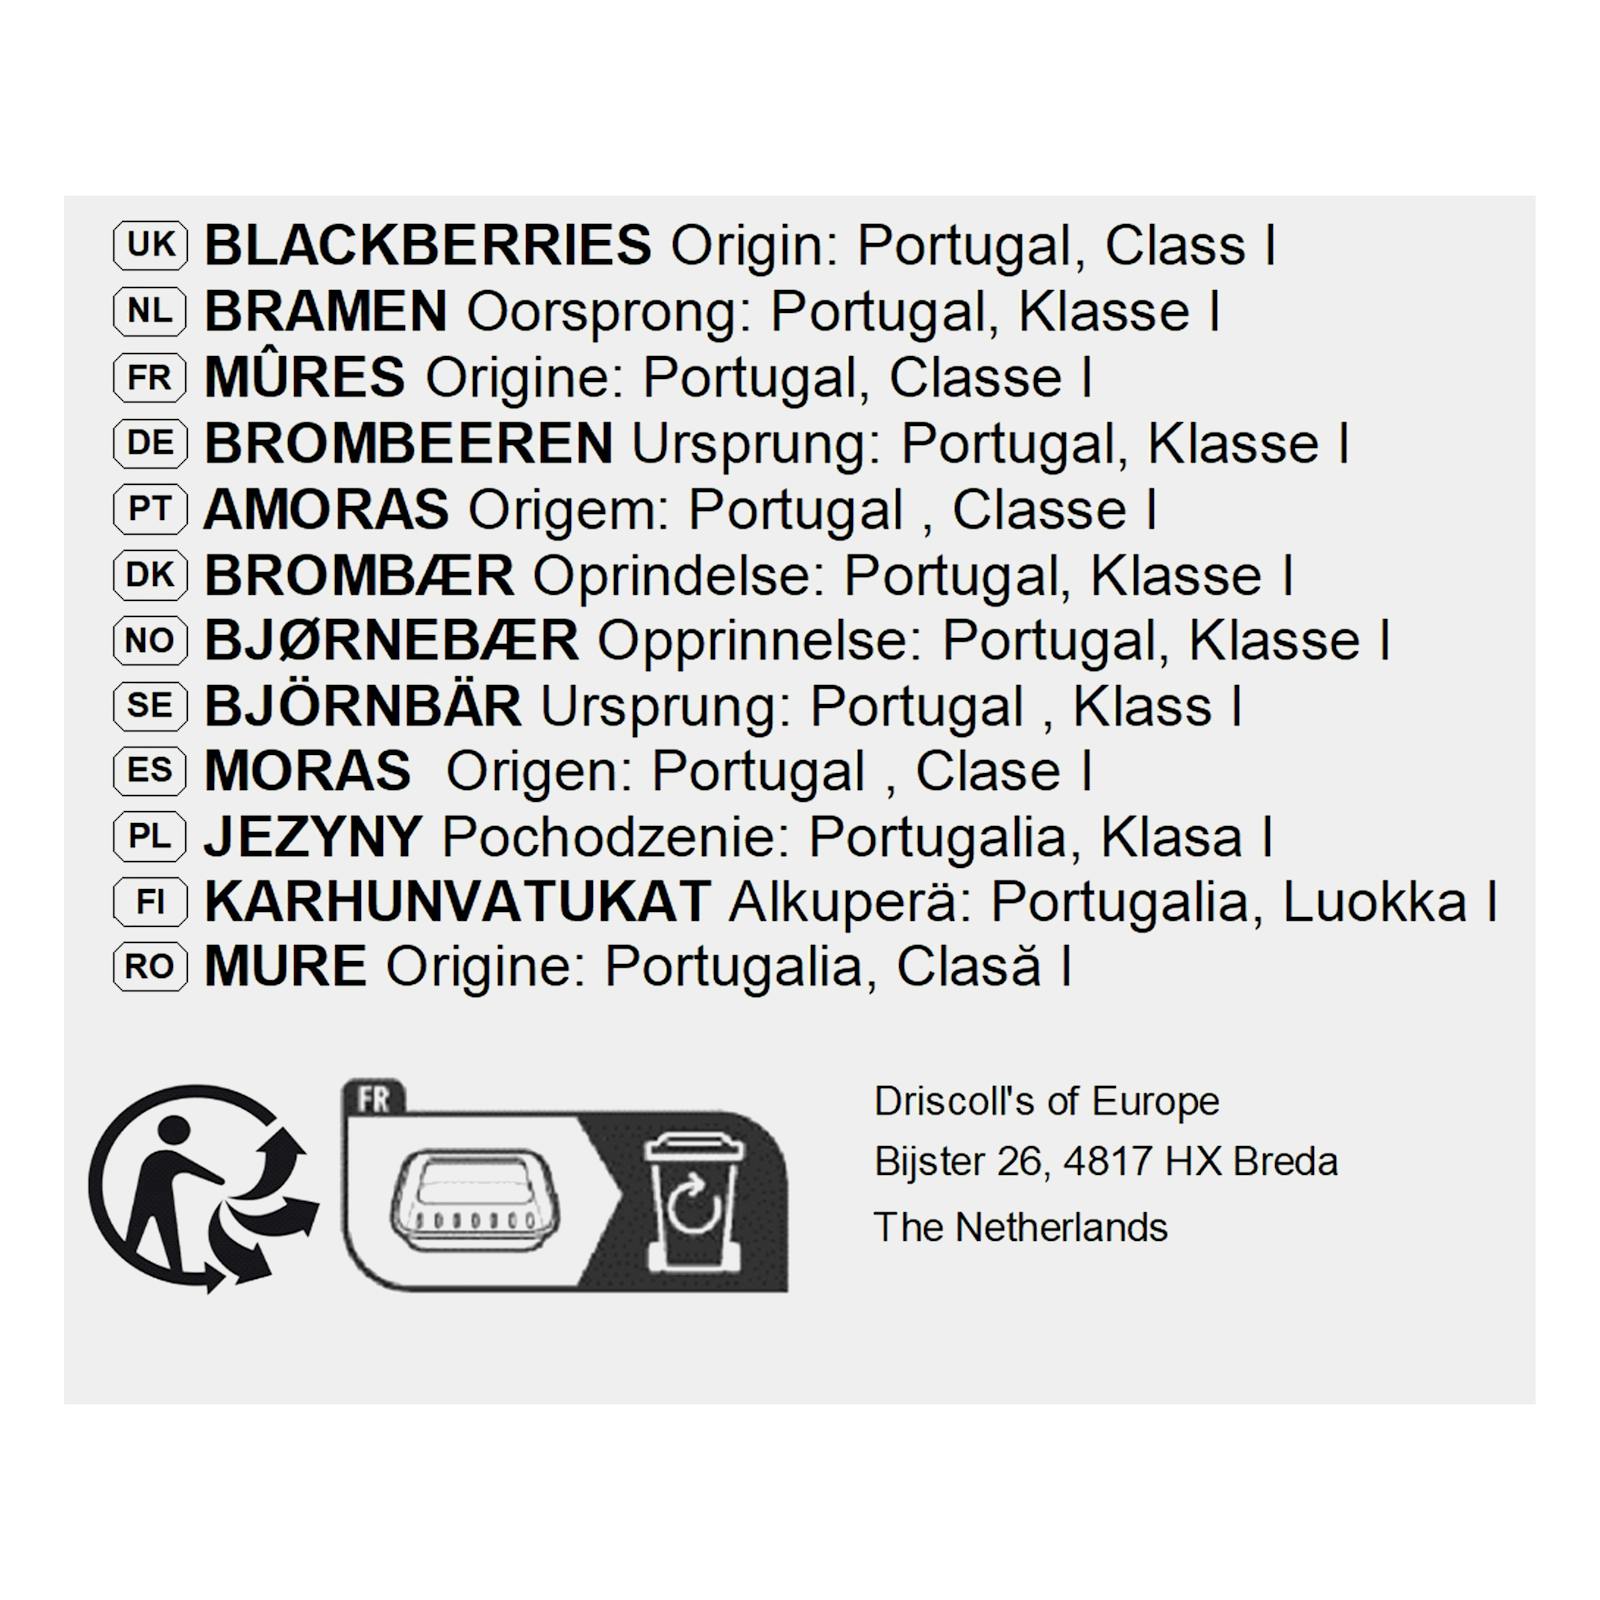 UK BLACKBERRIES Origin: Portugal, Class I
NL BRAMEN Oorsprong: Portugal, Klasse I
FR MÛRES Origine: Portugal, Classe I
DE BROMBEEREN Ursprung: Portugal, Klasse I
PT AMORAS Origem: Portugal , Classe I
DK BROMBÆR Oprindelse: Portugal, Klasse I
NO BJØRNEBÆR Opprinnelse: Portugal, Klasse I
SE BJÖRNBÄR Ursprung: Portugal , Klass I
ES MORAS Origen: Portugal , Clase I
PL JEZYNY Pochodzenie: Portugalia, Klasa I
FI KARHUNVATUKAT Alkuperä: Portugalia, Luokka I
RO MURE Origine: Portugalia, Clasă I
FR
Driscoll's of Europe
Bijster 26, 4817 HX Breda
The Netherlands